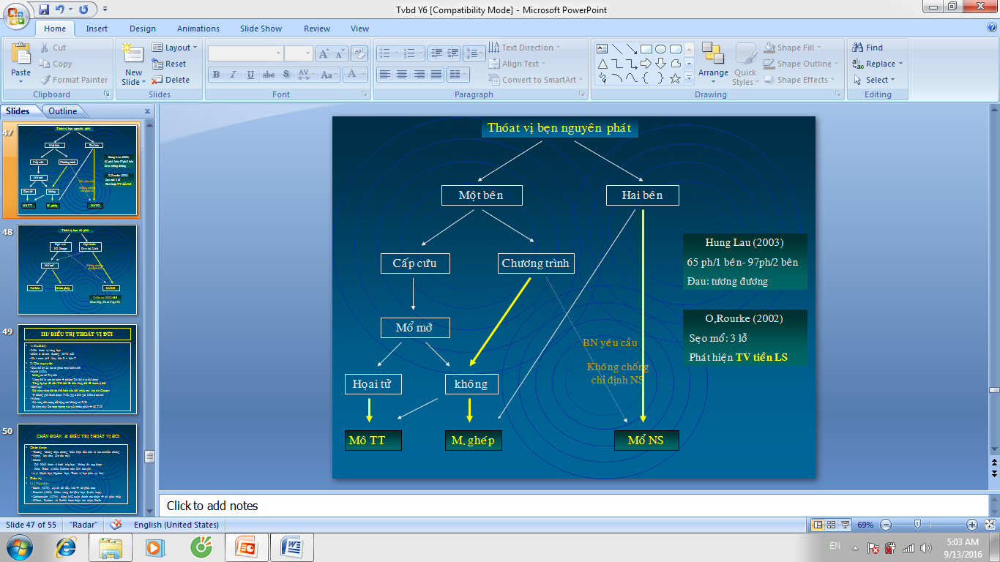 Tvbd Y6 [Compatibility Mode] - Microsoft PowerPoint
Home Insert Design Animations Slide Show Review View
Paste
Cut
Copy
Format Painter
Clipboard
New Slide
Layout
Reset
Delete
Slides
B I U abc S AV Aa A
Font
Text Direction
Align Text
Convert to SmartArt
Paragraph
Arrange
Quick Styles
Shape Fill
Shape Outline
Shape Effects
Drawing
Find
Replace
Select
Editing
Slides Outline x
47
48
49
III/ ĐIỀU TRỊ THOÁT VỊ ĐÙI
50
CHẨN ĐOÁN & ĐIỀU TRỊ THOÁT VỊ ĐÙI
Thóat vị bẹn nguyên phát
Một bên
Hai bên
Cấp cứu
Chương trình
Mổ mở
Họai tử
không
BN yêu cầu
Không chống
chỉ định NS
Mô TT
M. ghép
Mổ NS
Hung Lau (2003)
65 ph/1 bên- 97ph/2 bên
Đau: tương đương
O,Rourke (2002)
Sẹo mổ: 3 lỗ
Phát hiện TV tiền LS
Click to add notes
Slide 47 of 55 "Radar" English (United States) 69%
EN
5:03 AM
9/13/2016